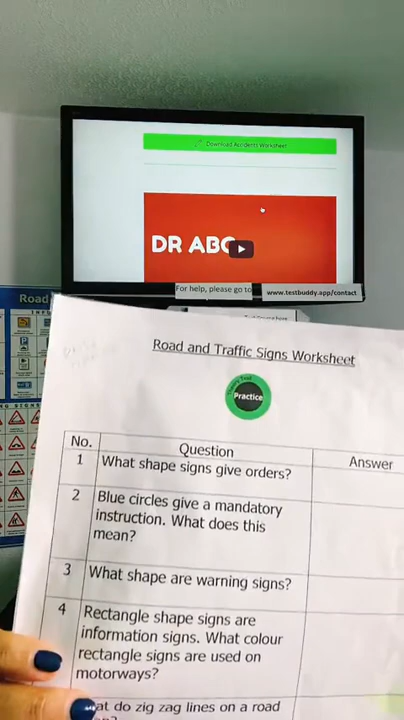 Download Accidents Worksheet
DR ABC
For help, please go to
www.testbuddy.app/contact
Road
Road and Traffic Signs Worksheet
Theory Test
Practice
No.
Question
Answer
1
What shape signs give orders?
2
Blue circles give a mandatory
instruction. What does this
mean?
3
What shape are warning signs?
4
Rectangle shape signs are
information signs. What colour
rectangle signs are used on
motorways?
at do zig zag lines on a road